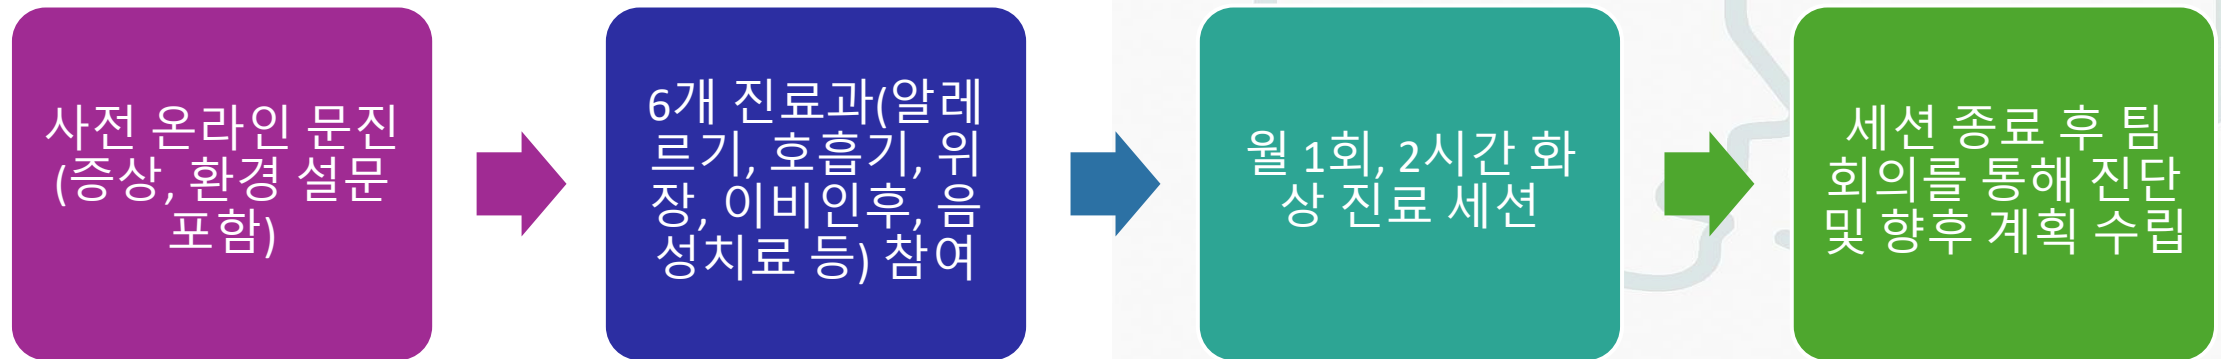 사전 온라인 문진
(증상, 환경 설문
포함)
6개 진료과(알레
르기, 호흡기, 위
장, 이비인후, 음
성치료 등) 참여
월 1회, 2시간 화
상 진료 세션
세션 종료 후 팀
회의를 통해 진단
및 향후 계획 수립